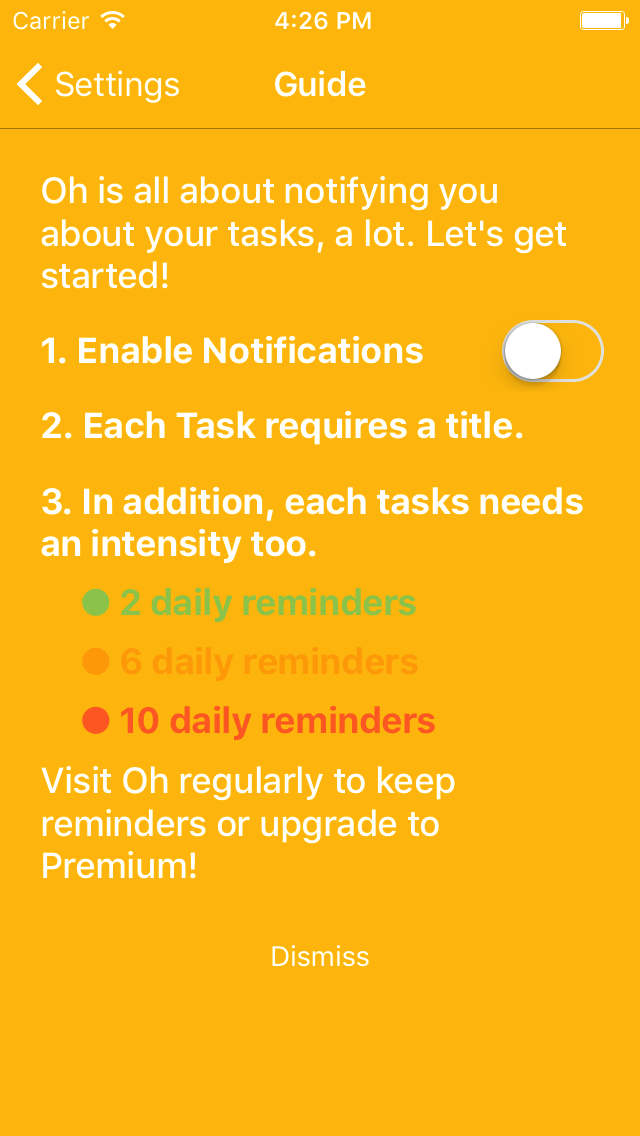 Carrier 4:26 PM
Settings Guide
Oh is all about notifying you
about your tasks, a lot. Let's get
started!
1. Enable Notifications
2. Each Task requires a title.
3. In addition, each tasks needs
an intensity too.
2 daily reminders
6 daily reminders
10 daily reminders
Visit Oh regularly to keep
reminders or upgrade to
Premium!
Dismiss